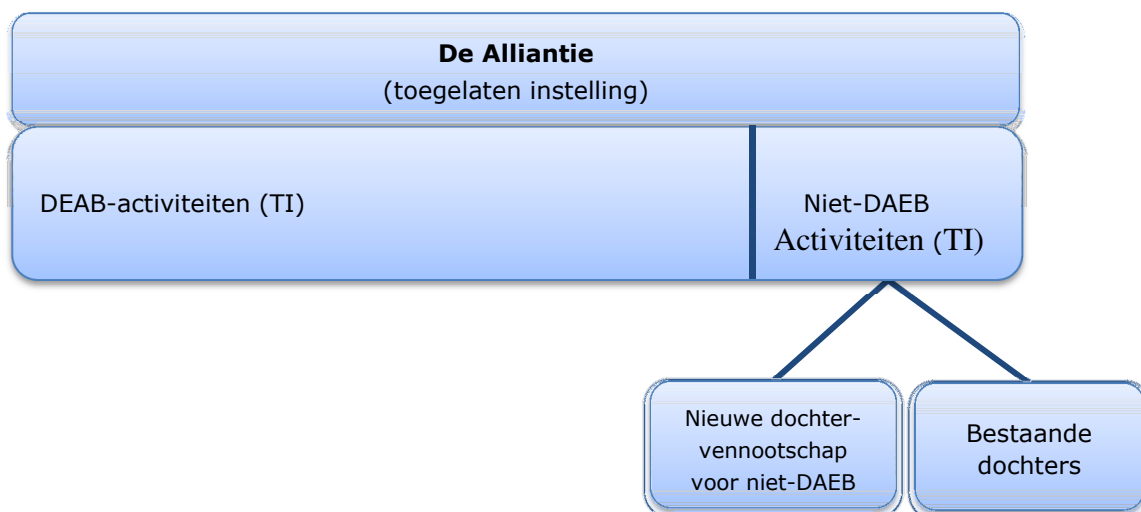 De Alliantie
(toegelaten instelling)
DEAB-activiteiten (TI)
Niet-DAEB
Activiteiten (TI)
Nieuwe dochter-
vennootschap
voor niet-DAEB
Bestaande
dochters